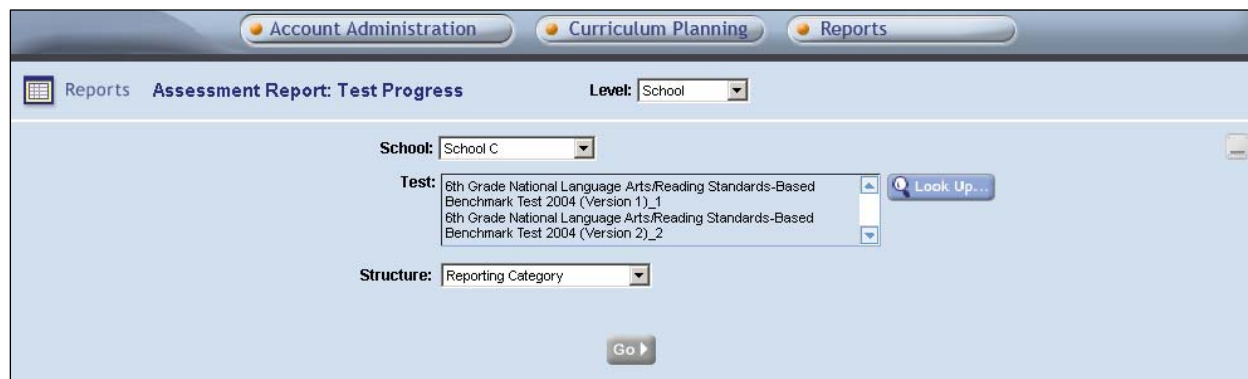 Account Administration Curriculum Planning Reports
Reports Assessment Report: Test Progress Level: School
School: School C
Test: 6th Grade National Language Arts/Reading Standards-Based
Benchmark Test 2004 (Version 1)_1
6th Grade National Language Arts/Reading Standards-Based
Benchmark Test 2004 (Version 2)_2
Look Up...
Structure: Reporting Category
Go